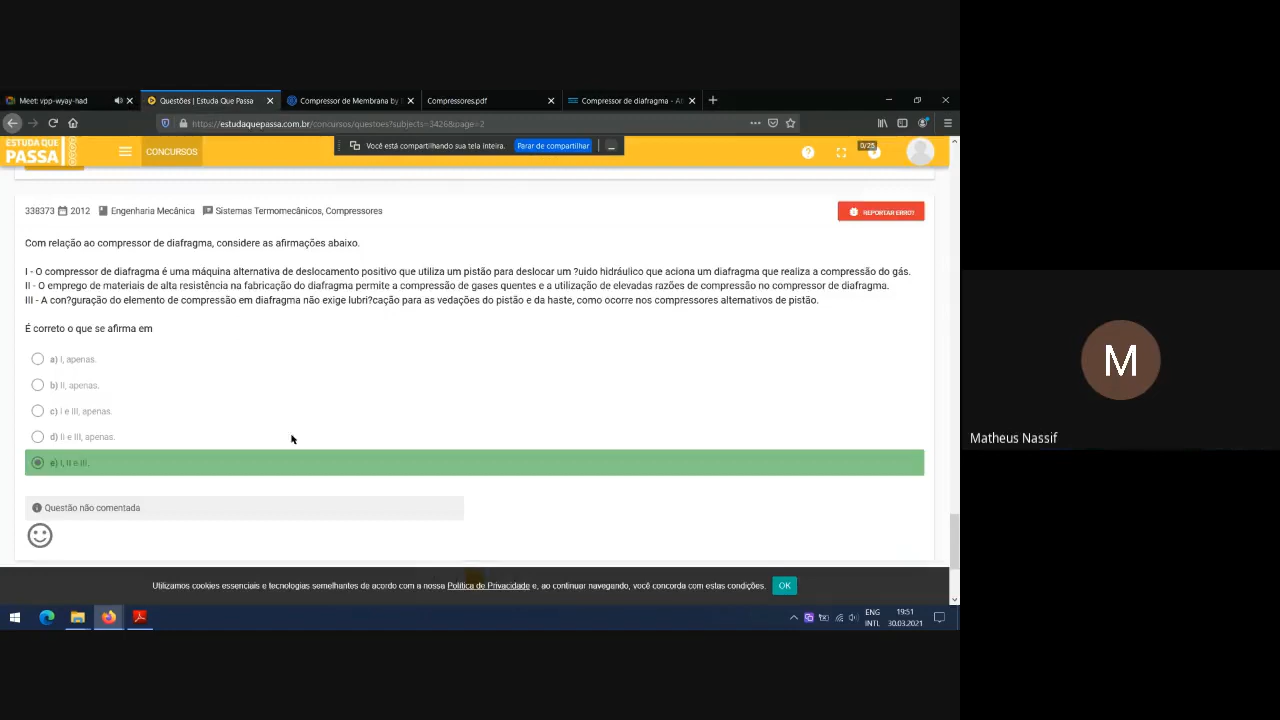 Meet: vpp-wyay-had
Questões | Estuda Que Passa
Compressor de Membrana by
Compressores.pdf
Compressor de diafragma - A
https://estudaquepassa.com.br/concursos/questoes?subjects=3426&page=2
ESTUDA QUE
PASSA
CONCURSOS
Você está compartilhando sua tela inteira.
Parar de compartilhar
0/25
338373
2012
Engenharia Mecânica
Sistemas Termomecânicos, Compressores
REPORTAR ERRO?
Com relação ao compressor de diafragma, considere as afirmações abaixo.
I - O compressor de diafragma é uma máquina alternativa de deslocamento positivo que utiliza um pistão para deslocar um ?uido hidráulico que aciona um diafragma que realiza a compressão do gás.
II - O emprego de materiais de alta resistência na fabricação do diafragma permite a compressão de gases quentes e a utilização de elevadas razões de compressão no compressor de diafragma.
III - A con?guração do elemento de compressão em diafragma não exige lubri?cação para as vedações do pistão e da haste, como ocorre nos compressores alternativos de pistão.
É correto o que se afirma em
a) I, apenas.
b) II, apenas.
c) I e III, apenas.
d) II e III, apenas.
e) I, II e III.
Questão não comentada
Utilizamos cookies essenciais e tecnologias semelhantes de acordo com a nossa Política de Privacidade e, ao continuar navegando, você concorda com estas condições.
OK
ENG
INTL
19:51
30.03.2021
M
Matheus Nassif